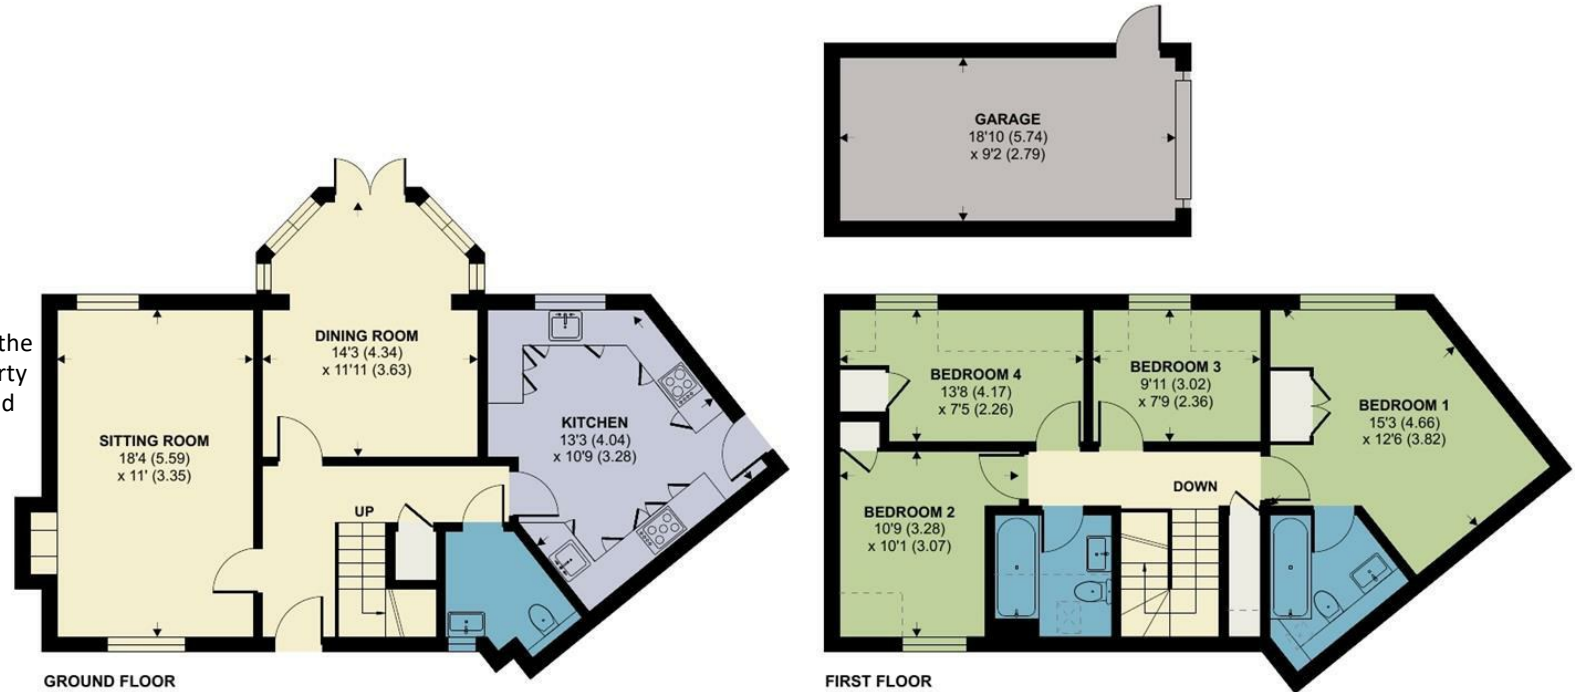 the
rty
d
GARAGE
18'10 (5.74)
x 9'2 (2.79)
SITTING ROOM
18'4 (5.59)
x 11' (3.35)
DINING ROOM
14'3 (4.34)
x 11'11 (3.63)
KITCHEN
13'3 (4.04)
x 10'9 (3.28)
UP
GROUND FLOOR
BEDROOM 4
13'8 (4.17)
x 7'5 (2.26)
BEDROOM 3
9'11 (3.02)
x 7'9 (2.36)
BEDROOM 1
15'3 (4.66)
x 12'6 (3.82)
BEDROOM 2
10'9 (3.28)
x 10'1 (3.07)
DOWN
FIRST FLOOR